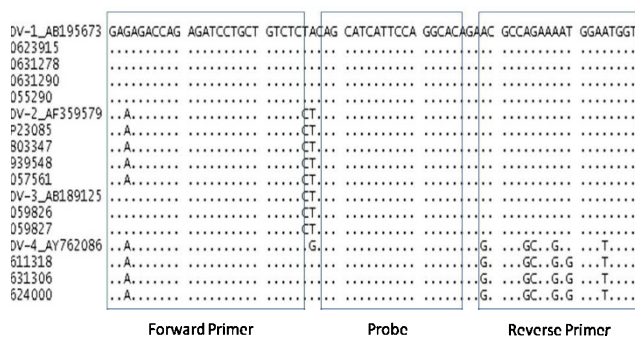 DV-1_AB195673 GAGAGACCAG AGATCCTGCT GTCTCTACAG CATCATTCCA GGCACAGAAC GCCAGAAAAT GGAATGGT
0623915 .......... .......... .......... .......... .......... .......... ........
0631278 .......... .......... .......... .......... .......... .......... ........
0631290 .......... .......... .......... .......... .......... .......... ........
055290 .......... .......... .......... .......... .......... .......... ........
DV-2_AF359579 ..A....... .......... .....CT... .......... .......... .......... ........
P23085 ..A....... .......... .....CT... .......... .......... .......... ........
803347 ..A....... .......... .....CT... .......... .......... .......... ........
939548 ..A....... .......... .....CT... .......... .......... .......... ........
057561 ..A....... .......... .....CT... .......... .......... .......... ........
DV-3_AB189125 .......... .......... .....CT... .......... .......... .......... ........
059826 .......... .......... .....CT... .......... .......... .......... ........
059827 .......... .......... .....CT... .......... .......... .......... ........
DV-4_AY762086 ..A....... .......... ......G... .......... ........G. ...GC..G.. ...T....
611318 ..A....... .......... .......... .......... ........G. ...GC..G.G ...T....
631306 ..A....... .......... .......... .......... ........G. ...GC..G.G ...T....
624000 ..A....... .......... .......... .......... ........G. ...GC..G.G ...T....
Forward Primer Probe Reverse Primer